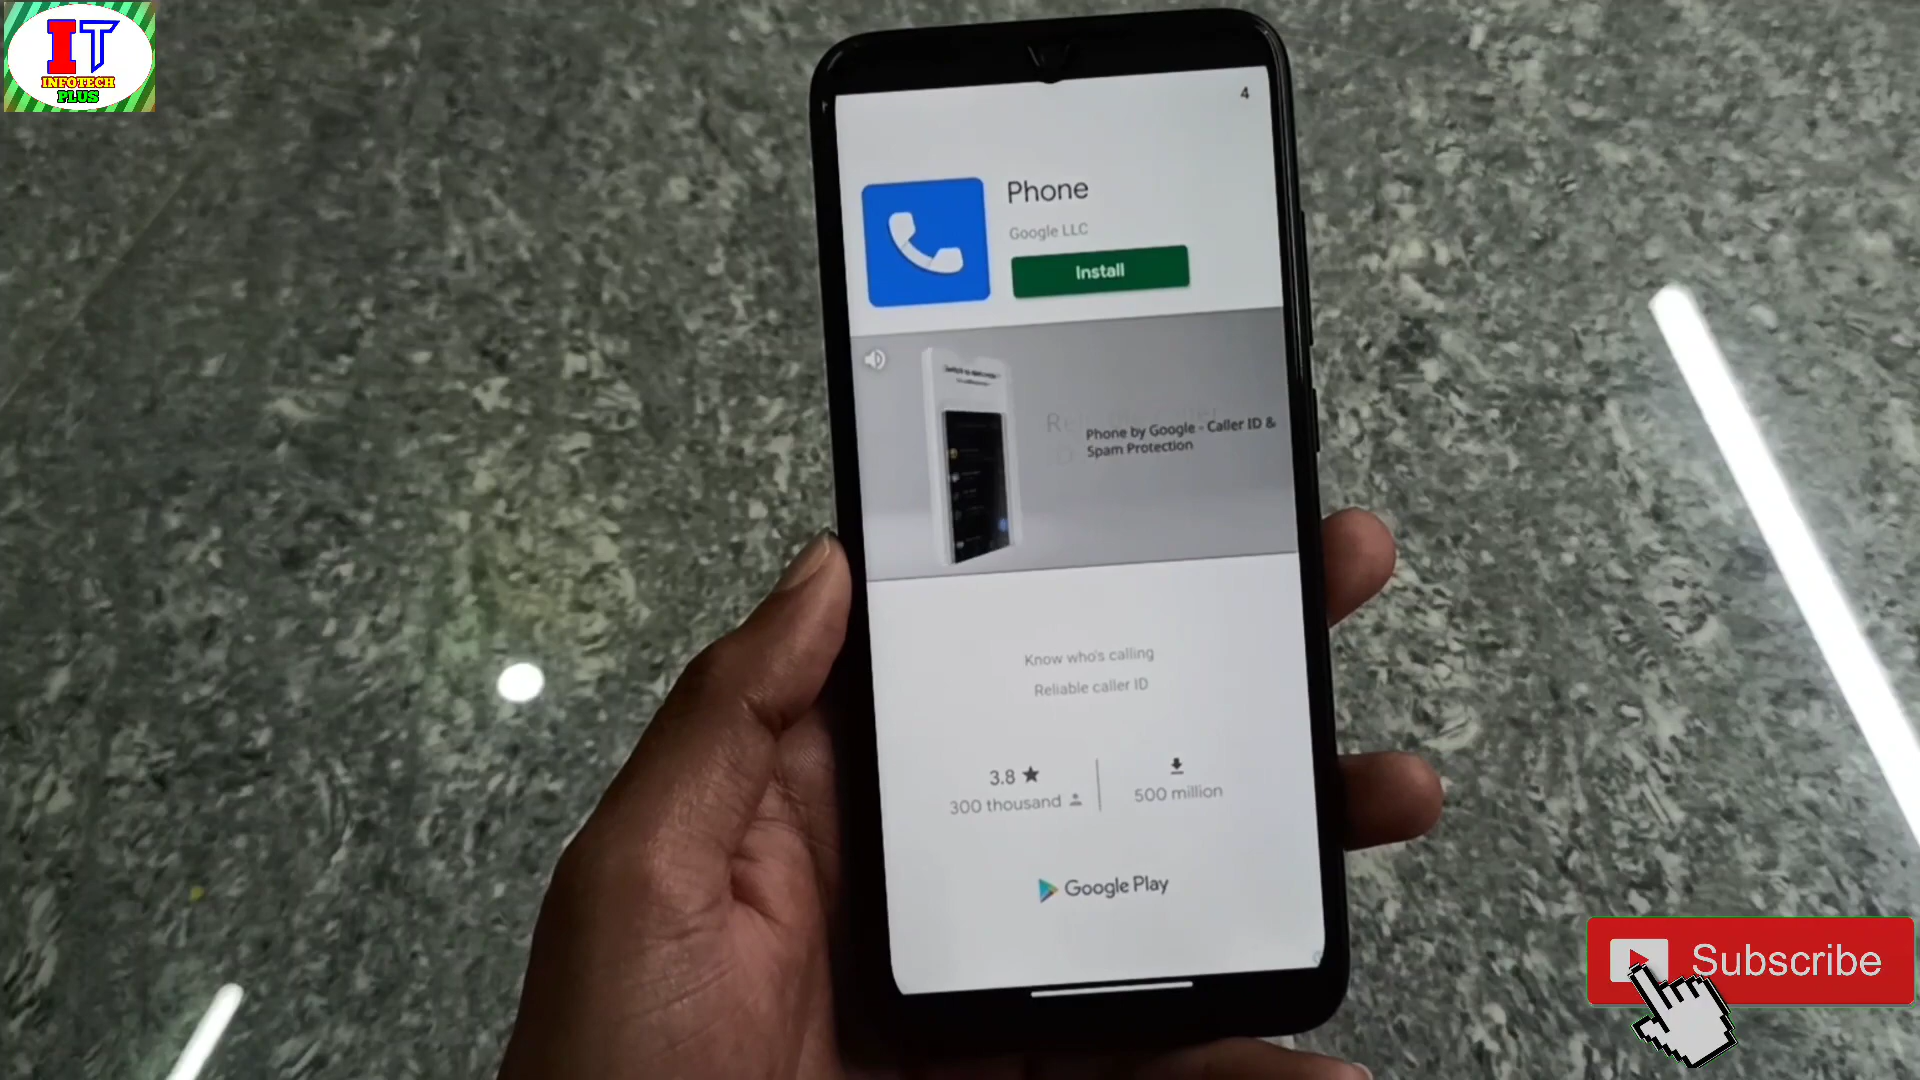 IT
INFOTECH
PLUS
4
Phone
Google LLC
Install
Phone by Google - Caller ID &
Spam Protection
Know who's calling
Reliable caller ID
3.8 ★
300 thousand
500 million
Google Play
Subscribe